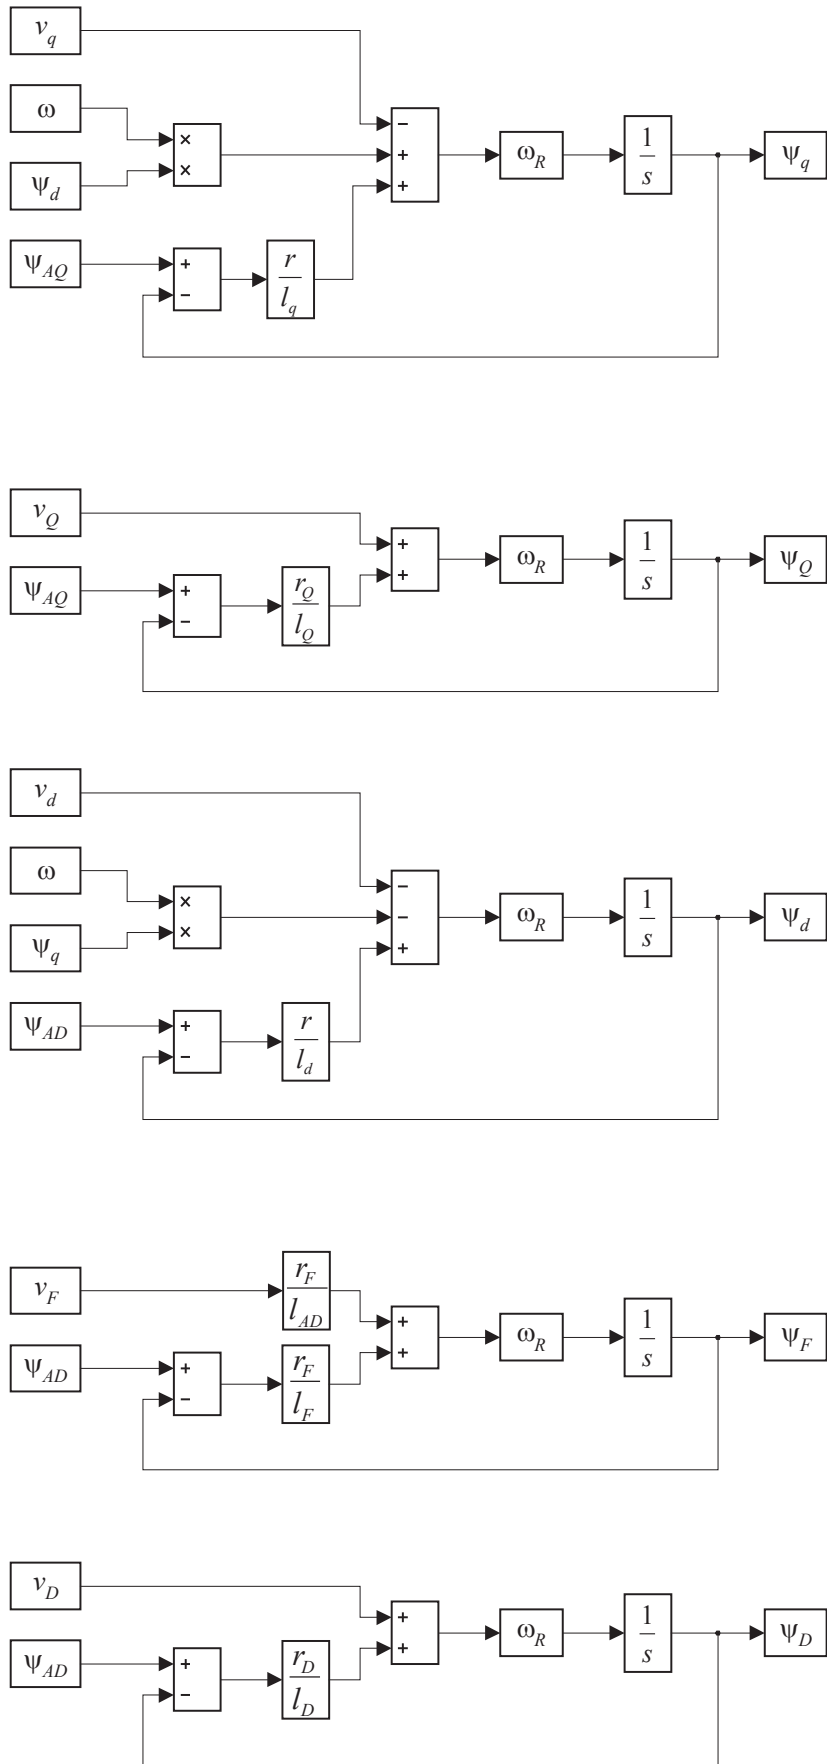 v_q
ω
× ×
ψ_d
− + +
ω_R
1/s
ψ_q
ψ_AQ
+ −
r/l_q
v_Q
ψ_AQ
+ −
r_Q/l_Q
+ +
ω_R
1/s
ψ_Q
v_d
ω
× ×
ψ_q
− − +
ω_R
1/s
ψ_d
ψ_AD
+ −
r/l_d
v_F
r_F/l_AD
ψ_AD
+ −
r_F/l_F
+ +
ω_R
1/s
ψ_F
v_D
ψ_AD
+ −
r_D/l_D
+ +
ω_R
1/s
ψ_D